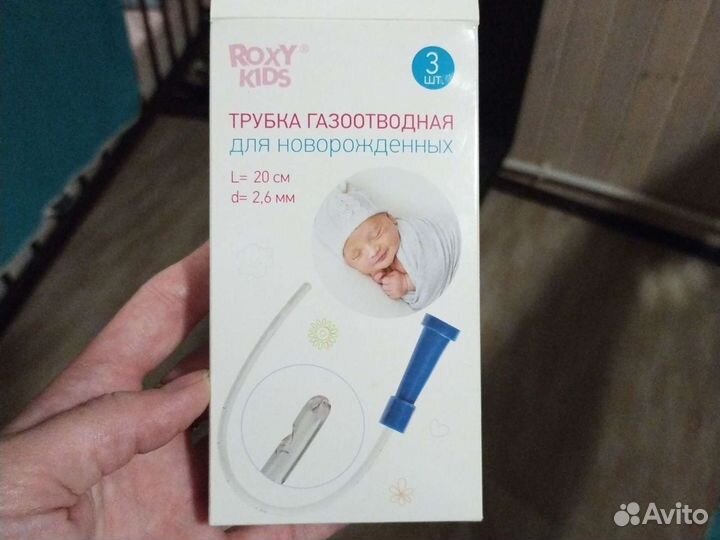 ROXY®
KIDS
3
шт.
ТРУБКА ГАЗООТВОДНАЯ
для новорожденных
L= 20 см
d= 2,6 мм
Avito